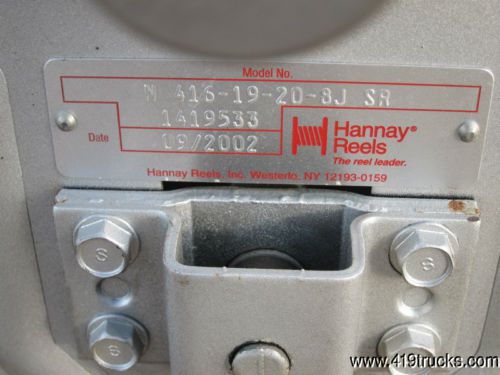 Model No.
N 416-19-20-8J SR
1419533
Date 09/2002
Hannay®
Reels
The reel leader.
Hannay Reels, Inc. Westerlo, NY 12193-0159
S
S
S
S
www.419trucks.com